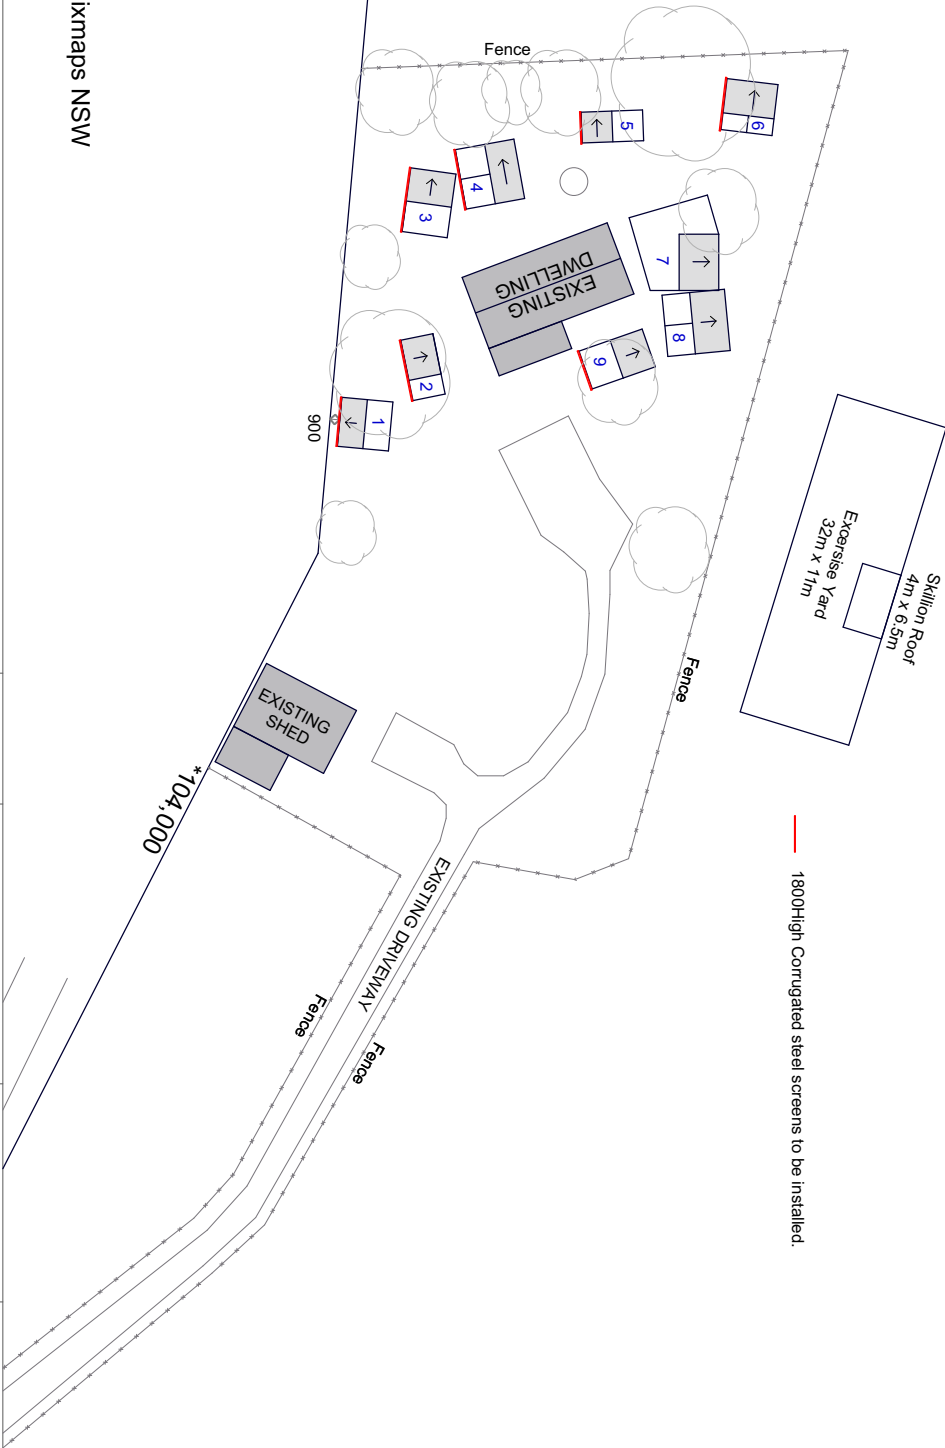 ixmaps NSW
Fence
6
5
4
3
7
8
9
2
1
EXISTING
DWELLING
900
Excersise Yard
32m x 11m
Skillion Roof
4m x 6.5m
Fence
EXISTING
SHED
*104,000
EXISTING DRIVEWAY
Fence
Fence
1800High Corrugated steel screens to be installed.